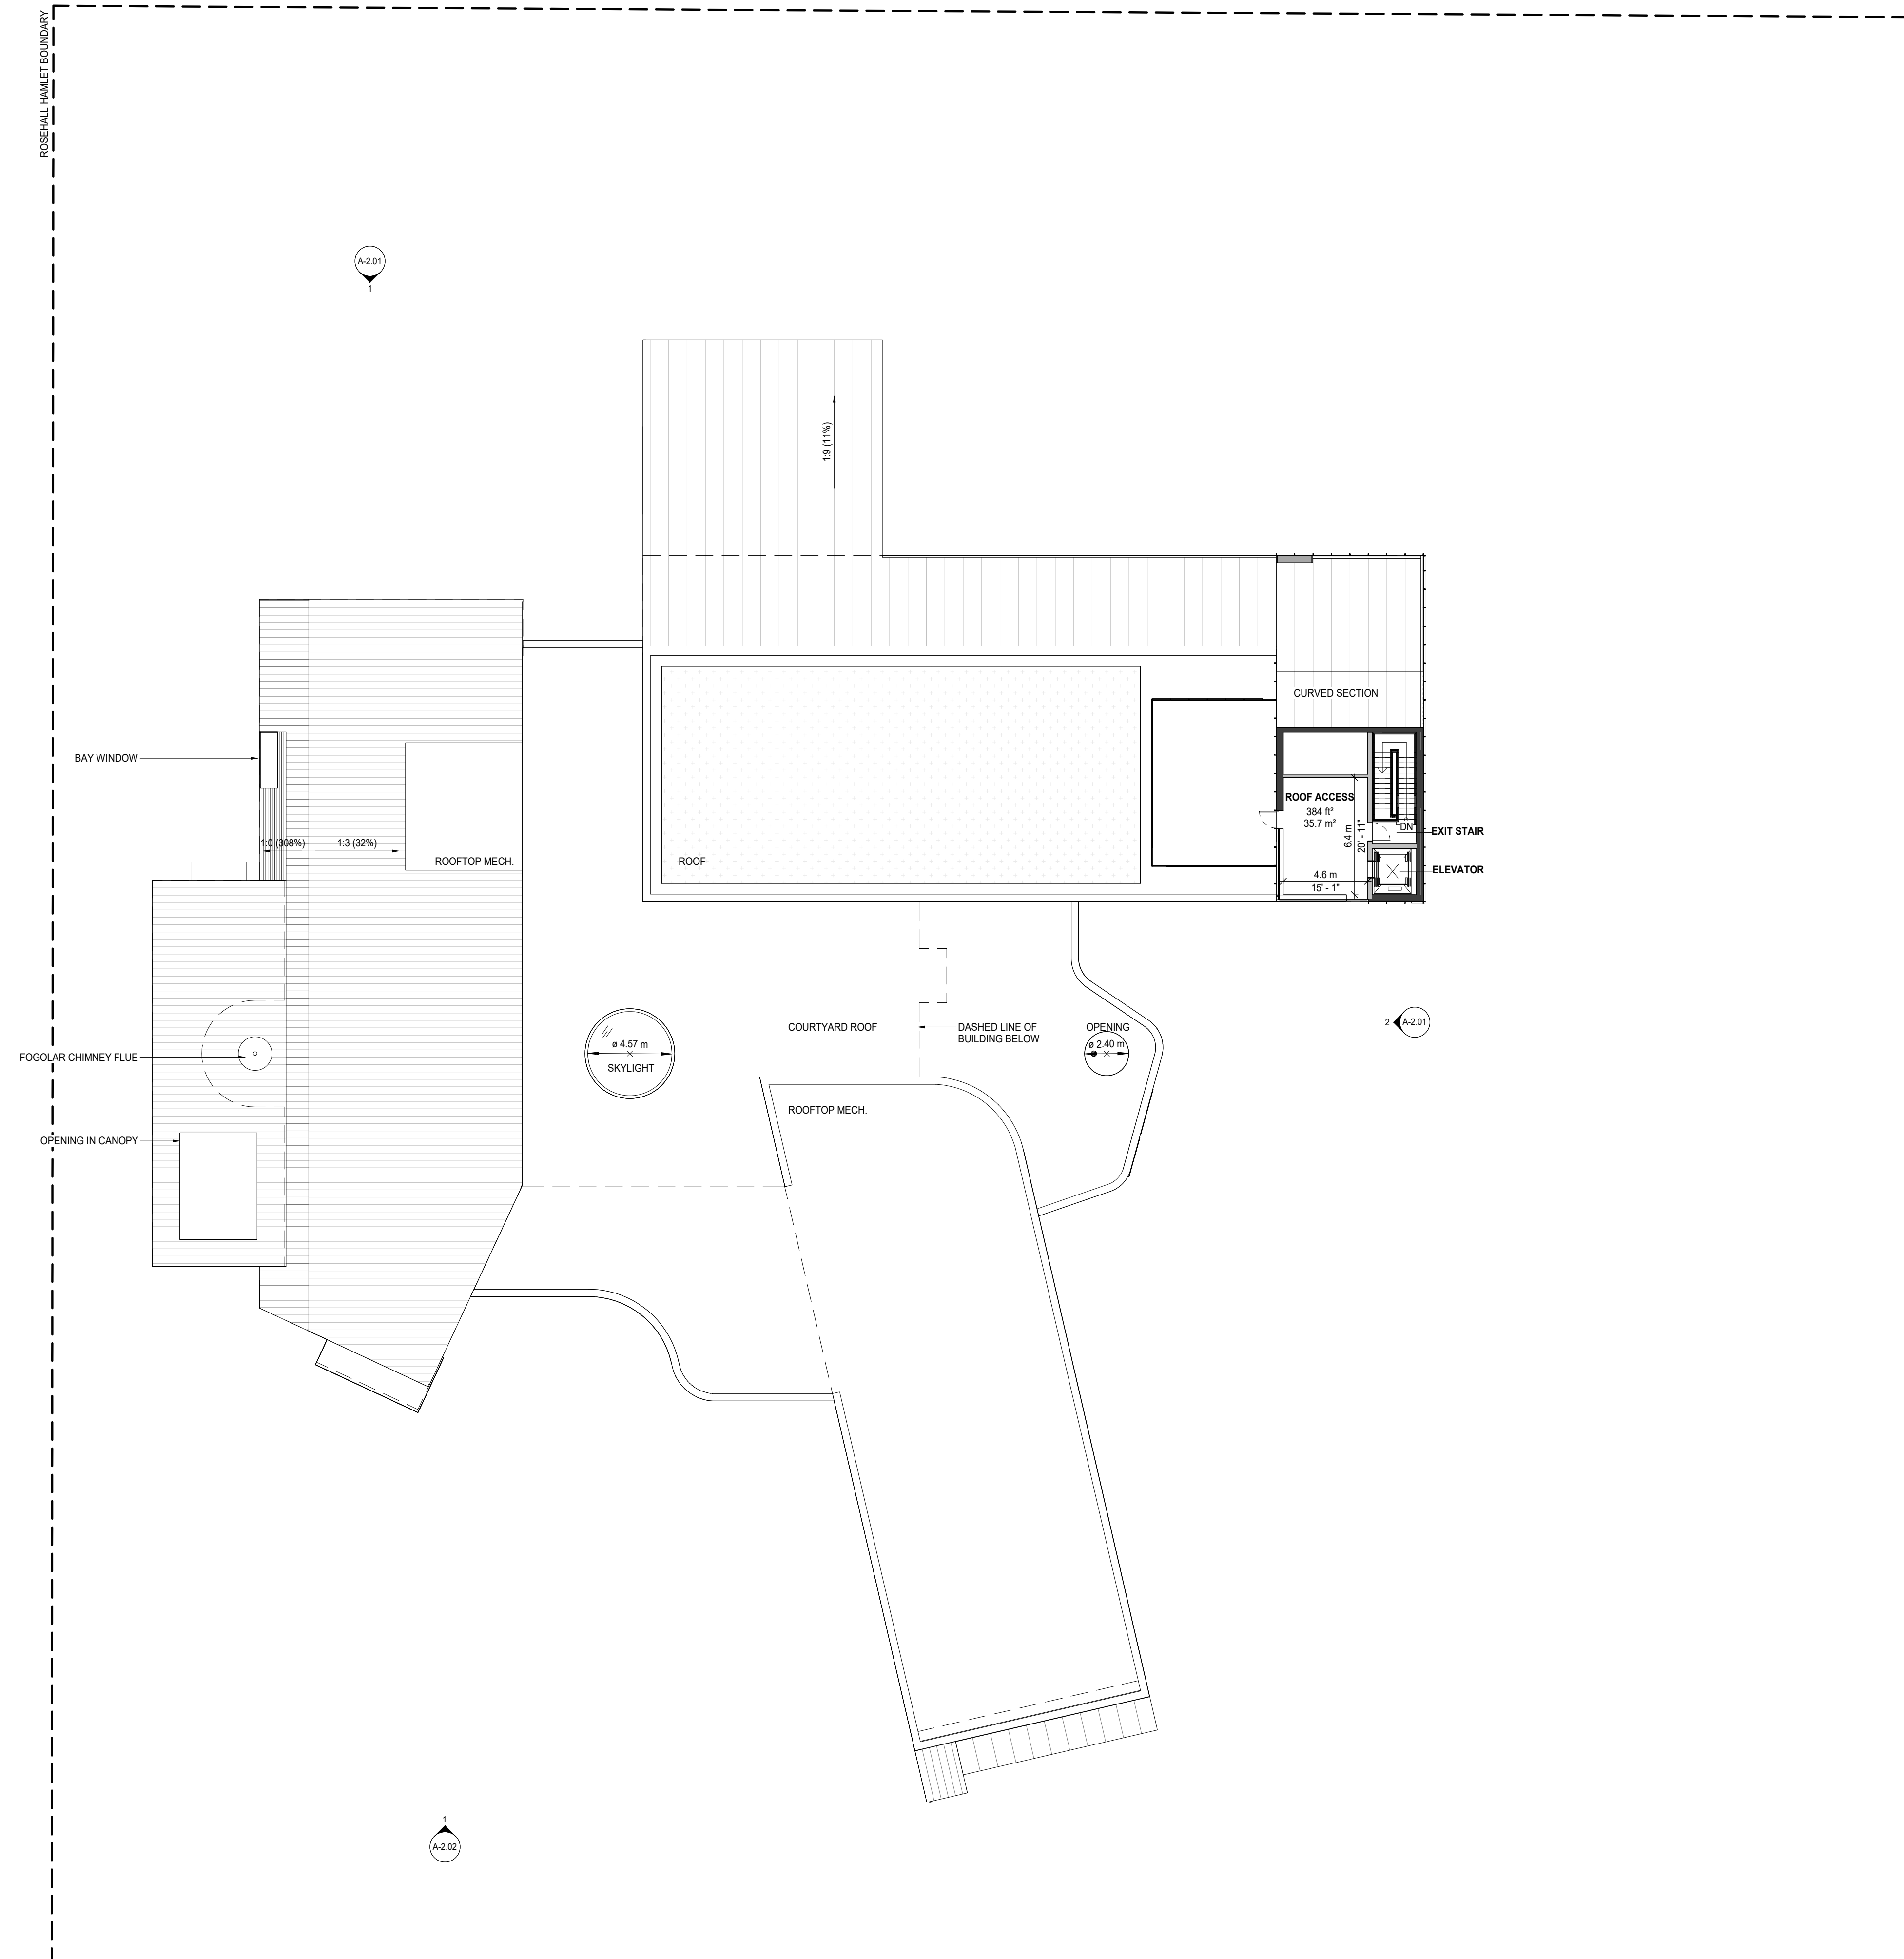 ROSEHALL HAMLET BOUNDARY
A-2.01
1
1:9 (11%)
CURVED SECTION
BAY WINDOW
ROOF ACCESS
384 ft²
35.7 m²
6.4 m
20' - 11"
DN
EXIT STAIR
1:0 (308%)
1:3 (32%)
ROOFTOP MECH.
ROOF
ELEVATOR
4.6 m
15' - 1"
2
A-2.01
COURTYARD ROOF
DASHED LINE OF
BUILDING BELOW
OPENING
ø 2.40 m
ø 4.57 m
SKYLIGHT
FOGOLAR CHIMNEY FLUE
ROOFTOP MECH.
OPENING IN CANOPY
1
A-2.02